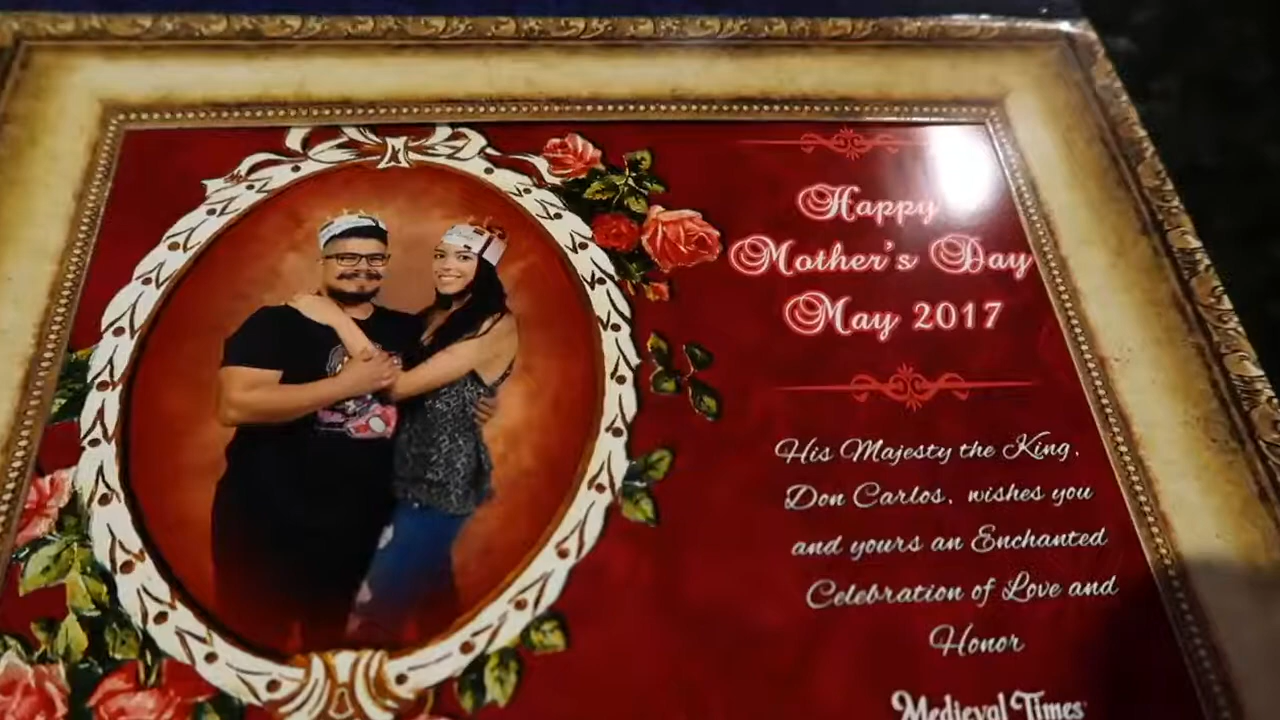 Happy
Mother's Day
May 2017
His Majesty the King,
Don Carlos, wishes you
and yours an Enchanted
Celebration of Love and
Honor
Medieval Times